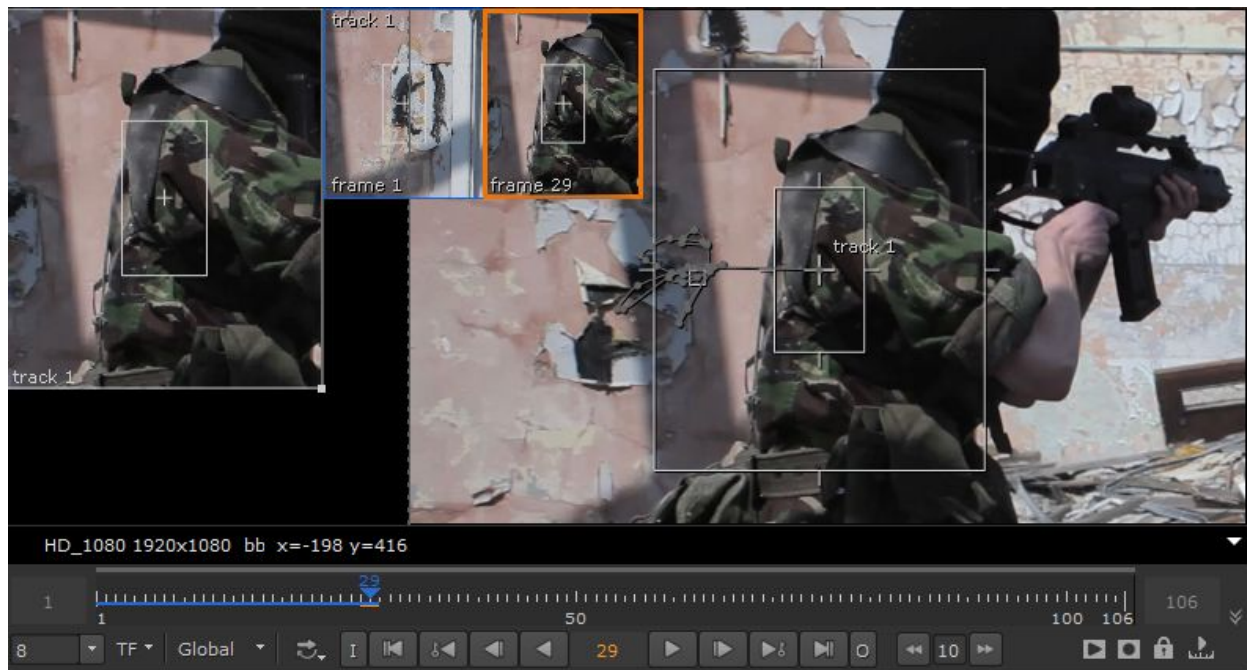 track 1
frame 1
frame 29
track 1
track 1
HD_1080 1920x1080 bb x=-198 y=416
29
1
1
50
100
106
106
8
TF
Global
I
29
O
10